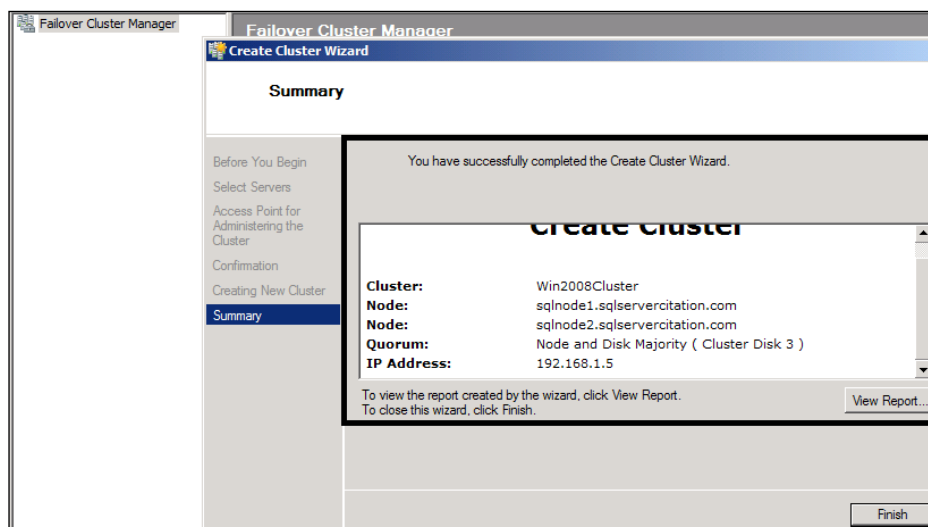 Failover Cluster Manager
Failover Cluster Manager
Create Cluster Wizard
Summary
Before You Begin
Select Servers
Access Point for
Administering the
Cluster
Confirmation
Creating New Cluster
Summary
You have successfully completed the Create Cluster Wizard.
Create Cluster
Cluster: Win2008Cluster
Node: sqlnode1.sqlservercitation.com
Node: sqlnode2.sqlservercitation.com
Quorum: Node and Disk Majority ( Cluster Disk 3 )
IP Address: 192.168.1.5
To view the report created by the wizard, click View Report.
To close this wizard, click Finish.
View Report...
Finish